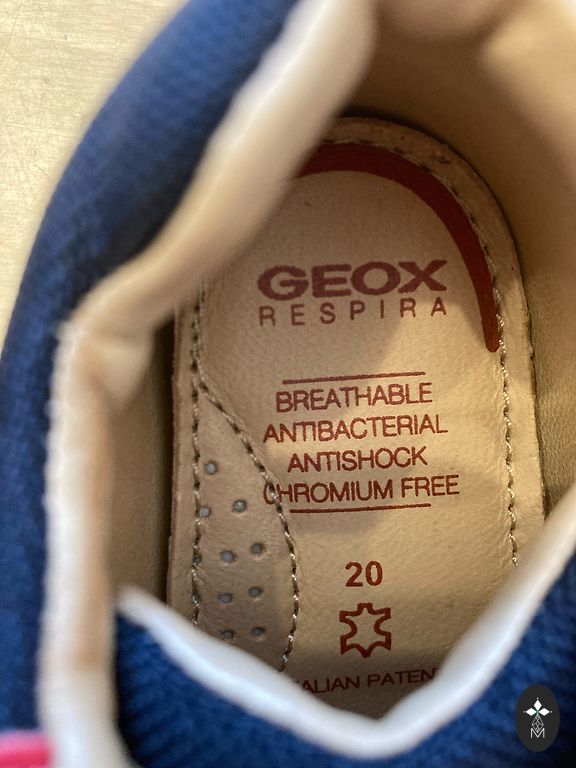 GEOX
RESPIRA
BREATHABLE
ANTIBACTERIAL
ANTISHOCK
CHROMIUM FREE
20